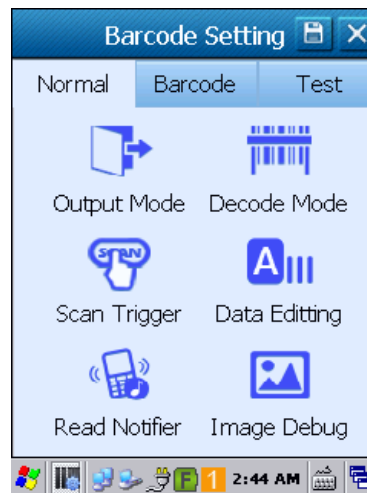 Barcode Setting
Normal Barcode Test
Output Mode Decode Mode
SCAN A
Scan Trigger Data Editting
Read Notifier Image Debug
F 1 2:44 AM